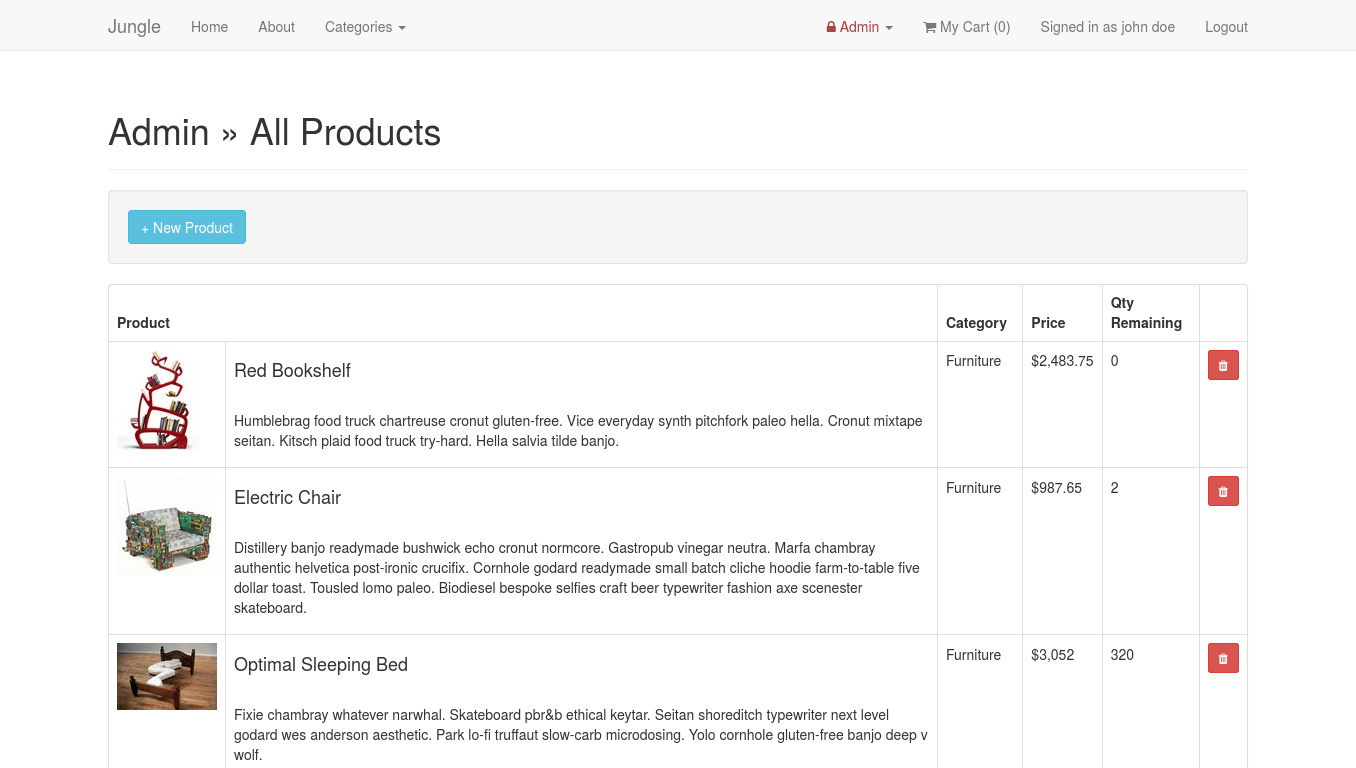 Jungle Home About Categories Admin My Cart (0) Signed in as john doe Logout
Admin » All Products
+ New Product
Product Category Price Qty Remaining
Red Bookshelf Furniture $2,483.75 0
Humblebrag food truck chartreuse cronut gluten-free. Vice everyday synth pitchfork paleo hella. Cronut mixtape
seitan. Kitsch plaid food truck try-hard. Hella salvia tilde banjo.
Electric Chair Furniture $987.65 2
Distillery banjo readymade bushwick echo cronut normcore. Gastropub vinegar neutra. Marfa chambray
authentic helvetica post-ironic crucifix. Cornhole godard readymade small batch cliche hoodie farm-to-table five
dollar toast. Tousled lomo paleo. Biodiesel bespoke selfies craft beer typewriter fashion axe scenester
skateboard.
Optimal Sleeping Bed Furniture $3,052 320
Fixie chambray whatever narwhal. Skateboard pbr&b ethical keytar. Seitan shoreditch typewriter next level
godard wes anderson aesthetic. Park lo-fi truffaut slow-carb microdosing. Yolo cornhole gluten-free banjo deep v
wolf.